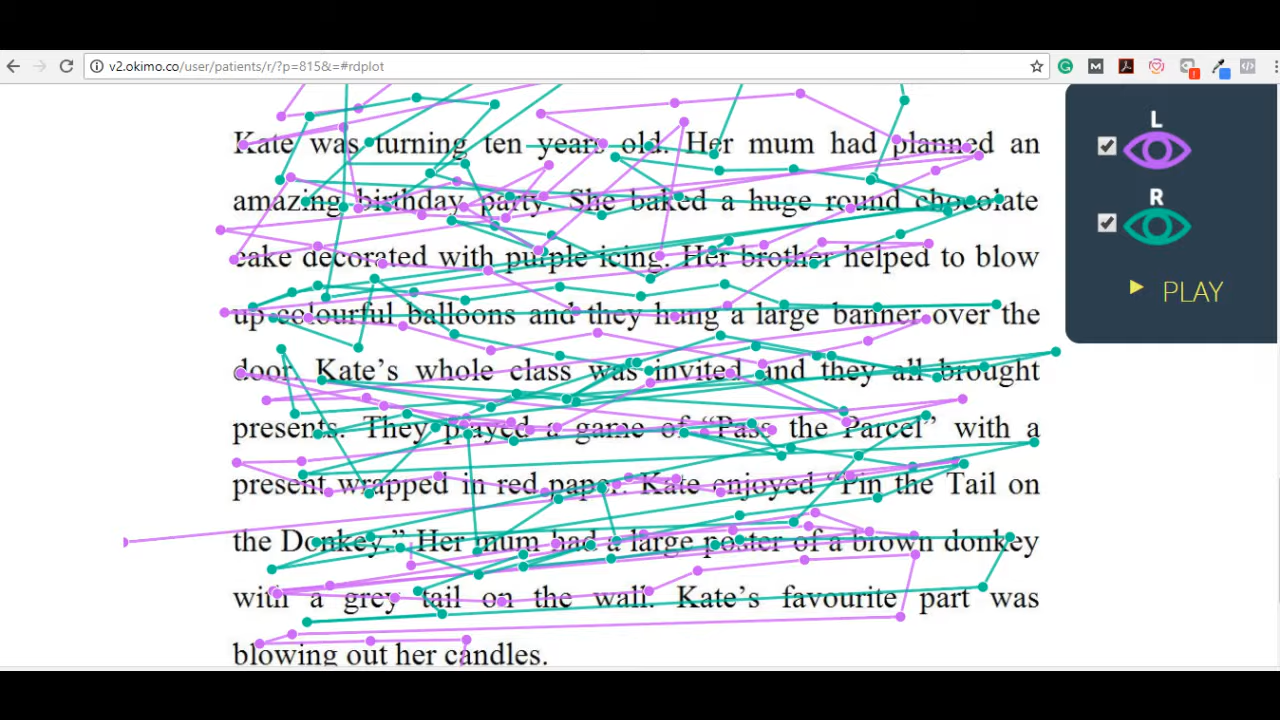 v2.okimo.co/user/patients/r/?p=815&=#rdplot
L
R
PLAY
Kate was turning ten years old. Her mum had planned an
amazing birthday party. She baked a huge round chocolate
cake decorated with purple icing. Her brother helped to blow
up colourful balloons and they hung a large banner over the
door. Kate’s whole class was invited and they all brought
presents. They played a game of “Pass the Parcel” with a
present wrapped in red paper. Kate enjoyed “Pin the Tail on
the Donkey.” Her mum had a large poster of a brown donkey
with a grey tail on the wall. Kate’s favourite part was
blowing out her candles.